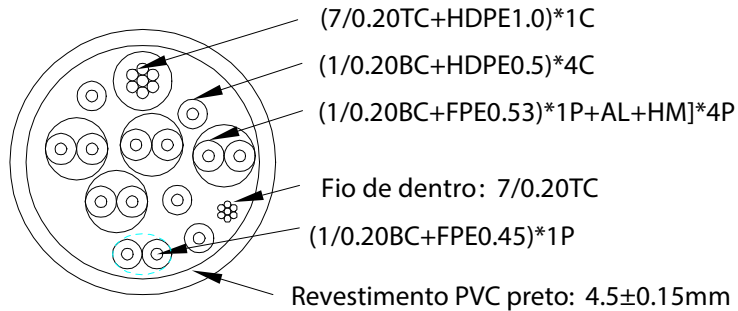 (7/0.20TC+HDPE1.0)*1C
(1/0.20BC+HDPE0.5)*4C
(1/0.20BC+FPE0.53)*1P+AL+HM]*4P
Fio de dentro: 7/0.20TC
(1/0.20BC+FPE0.45)*1P
Revestimento PVC preto: 4.5±0.15mm